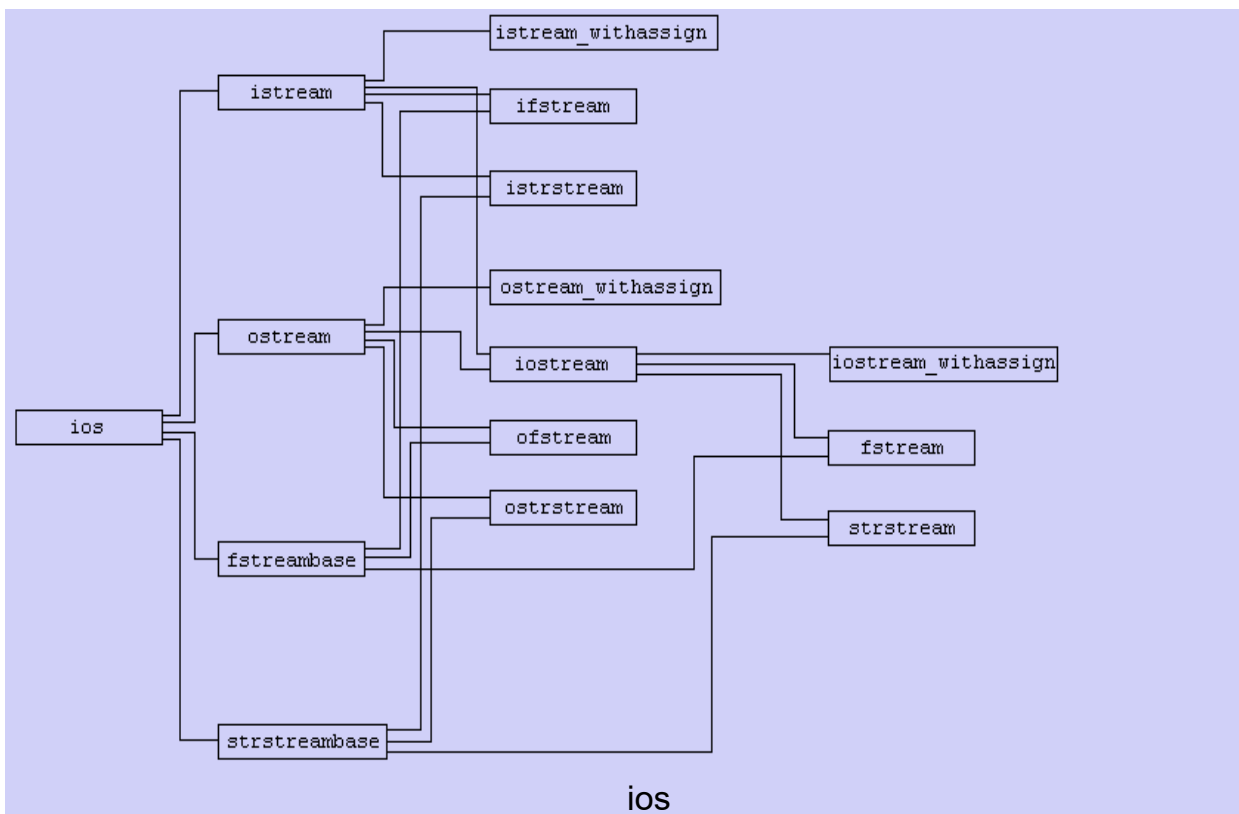 istream_withassign
istream
ifstream
istrstream
ostream_withassign
ostream
iostream
iostream_withassign
ios
ofstream
fstream
ostrstream
strstream
fstreambase
strstreambase
ios